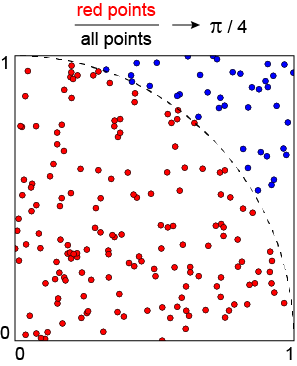 red points
all points
→ π / 4
1
0
0
1